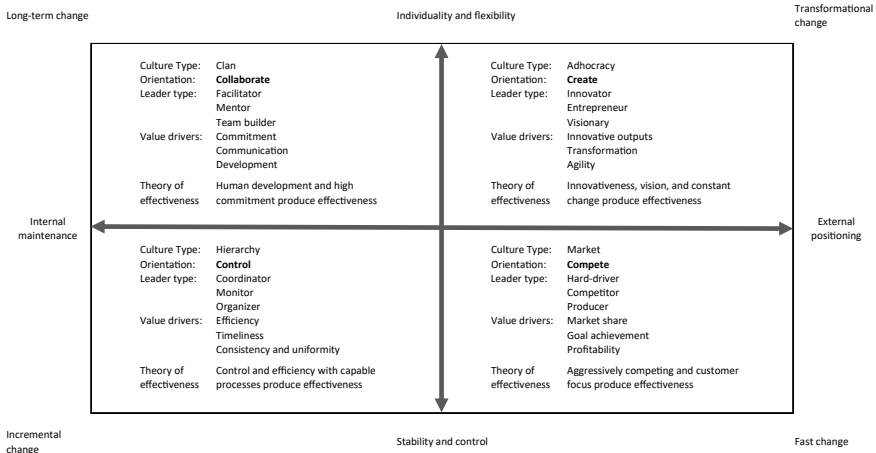 Long-term change
Individuality and flexibility
Transformational
change
Culture Type: Clan
Orientation: Collaborate
Leader type: Facilitator
Mentor
Team builder
Value drivers: Commitment
Communication
Development
Theory of Human development and high
effectiveness commitment produce effectiveness
Culture Type: Adhocracy
Orientation: Create
Leader type: Innovator
Entrepreneur
Visionary
Value drivers: Innovative outputs
Transformation
Agility
Theory of Innovativeness, vision, and constant
effectiveness change produce effectiveness
Internal
maintenance
External
positioning
Culture Type: Hierarchy
Orientation: Control
Leader type: Coordinator
Monitor
Organizer
Value drivers: Efficiency
Timeliness
Consistency and uniformity
Theory of Control and efficiency with capable
effectiveness processes produce effectiveness
Culture Type: Market
Orientation: Compete
Leader type: Hard-driver
Competitor
Producer
Value drivers: Market share
Goal achievement
Profitability
Theory of Aggressively competing and customer
effectiveness focus produce effectiveness
Incremental
change
Stability and control
Fast change